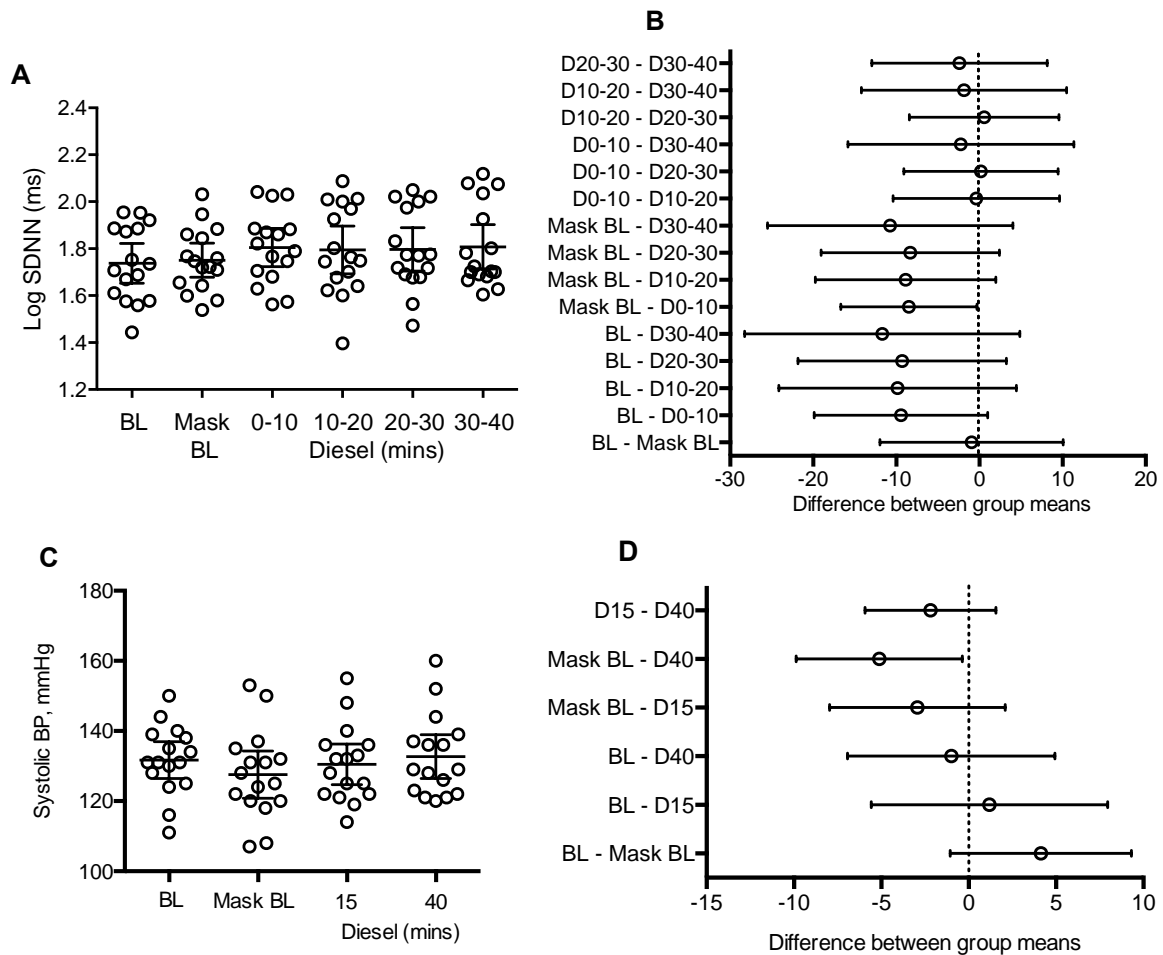 A
Log SDNN (ms)
2.4
2.2
2.0
1.8
1.6
1.4
1.2
BL
Mask
BL
0-10
10-20
20-30
30-40
Diesel (mins)
B
D20-30 - D30-40
D10-20 - D30-40
D10-20 - D20-30
D0-10 - D30-40
D0-10 - D20-30
D0-10 - D10-20
Mask BL - D30-40
Mask BL - D20-30
Mask BL - D10-20
Mask BL - D0-10
BL - D30-40
BL - D20-30
BL - D10-20
BL - D0-10
BL - Mask BL
-30
-20
-10
0
10
20
Difference between group means
C
Systolic BP, mmHg
180
160
140
120
100
BL
Mask BL
15
40
Diesel (mins)
D
D15 - D40
Mask BL - D40
Mask BL - D15
BL - D40
BL - D15
BL - Mask BL
-15
-10
-5
0
5
10
Difference between group means